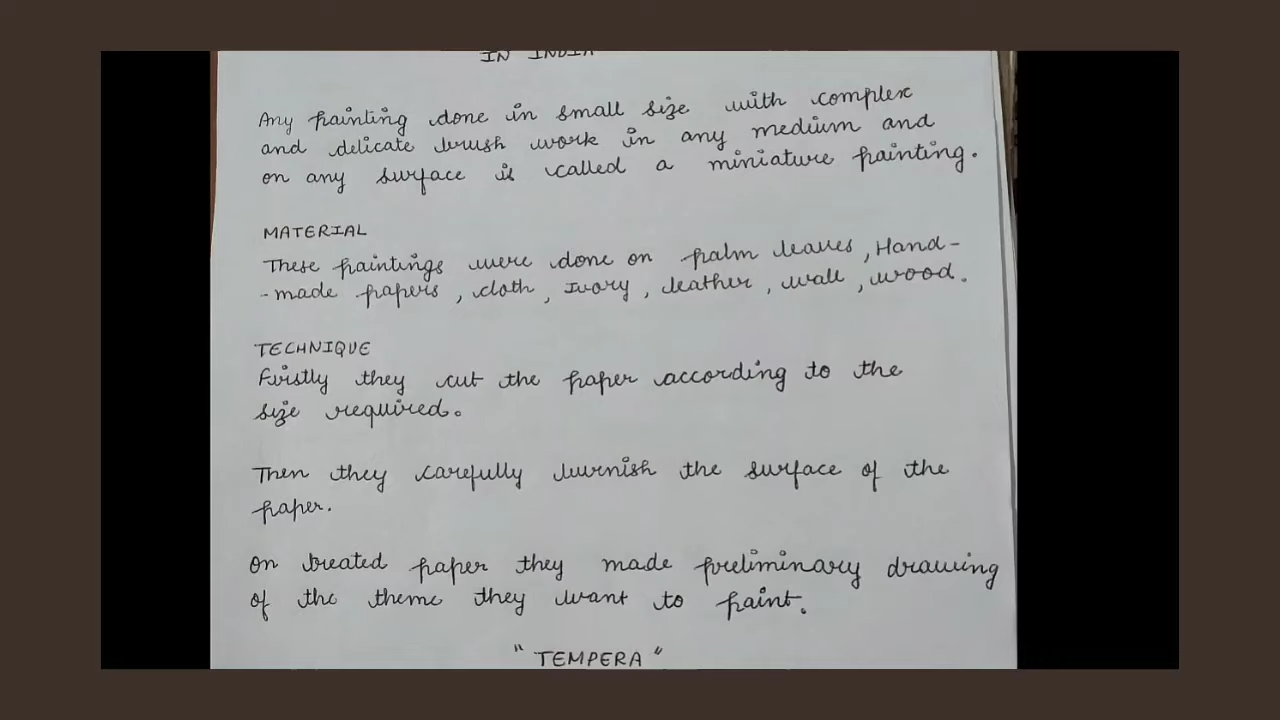 IN INDIA
Any painting done in small size with complex
and delicate brush work in any medium and
on any surface is called a miniature painting.
MATERIAL
These paintings were done on palm leaves, Hand-
-made papers, cloth, Ivory, leather, wall, wood.
TECHNIQUE
Firstly they cut the paper according to the
size required.
Then they carefully burnish the surface of the
paper.
On treated paper they made preliminary drawing
of the theme they want to paint.
"TEMPERA"